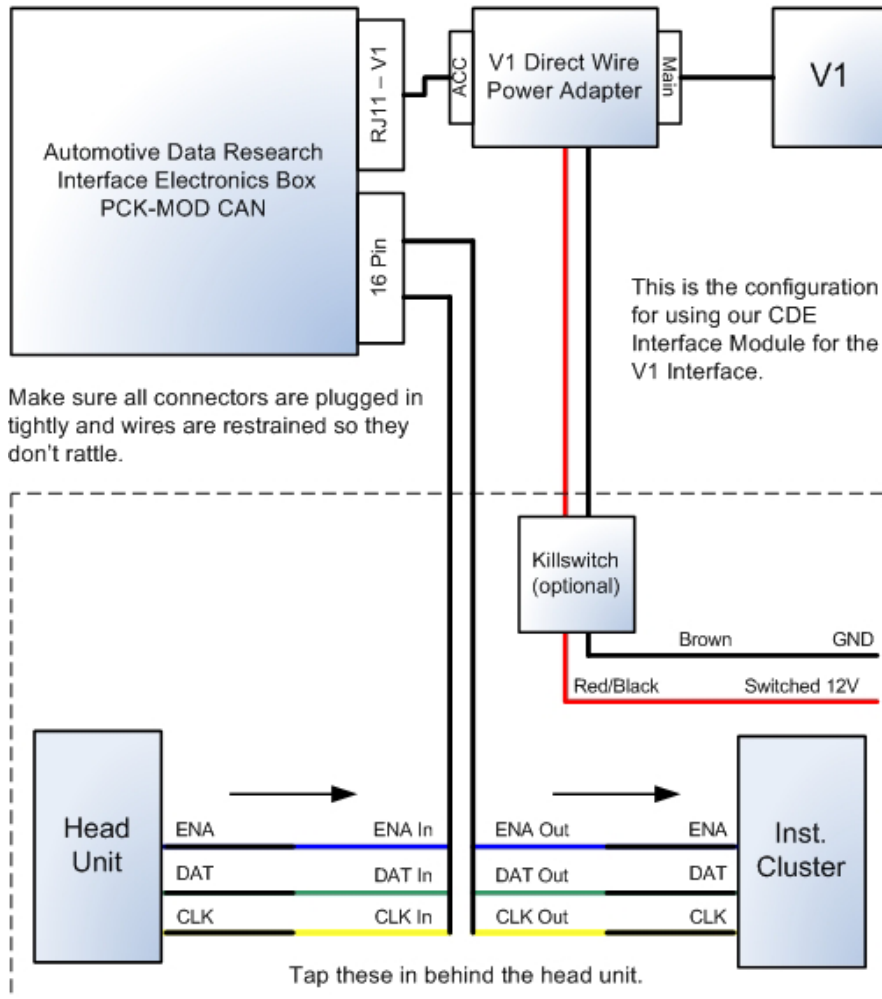 Automotive Data Research
Interface Electronics Box
PCK-MOD CAN
RJ11 – V1
16 Pin
ACC
V1 Direct Wire
Power Adapter
Main
V1
This is the configuration
for using our CDE
Interface Module for the
V1 Interface.
Make sure all connectors are plugged in
tightly and wires are restrained so they
don't rattle.
Killswitch
(optional)
Brown
GND
Red/Black
Switched 12V
Head
Unit
ENA
ENA In
ENA Out
ENA
DAT
DAT In
DAT Out
DAT
CLK
CLK In
CLK Out
CLK
Inst.
Cluster
Tap these in behind the head unit.